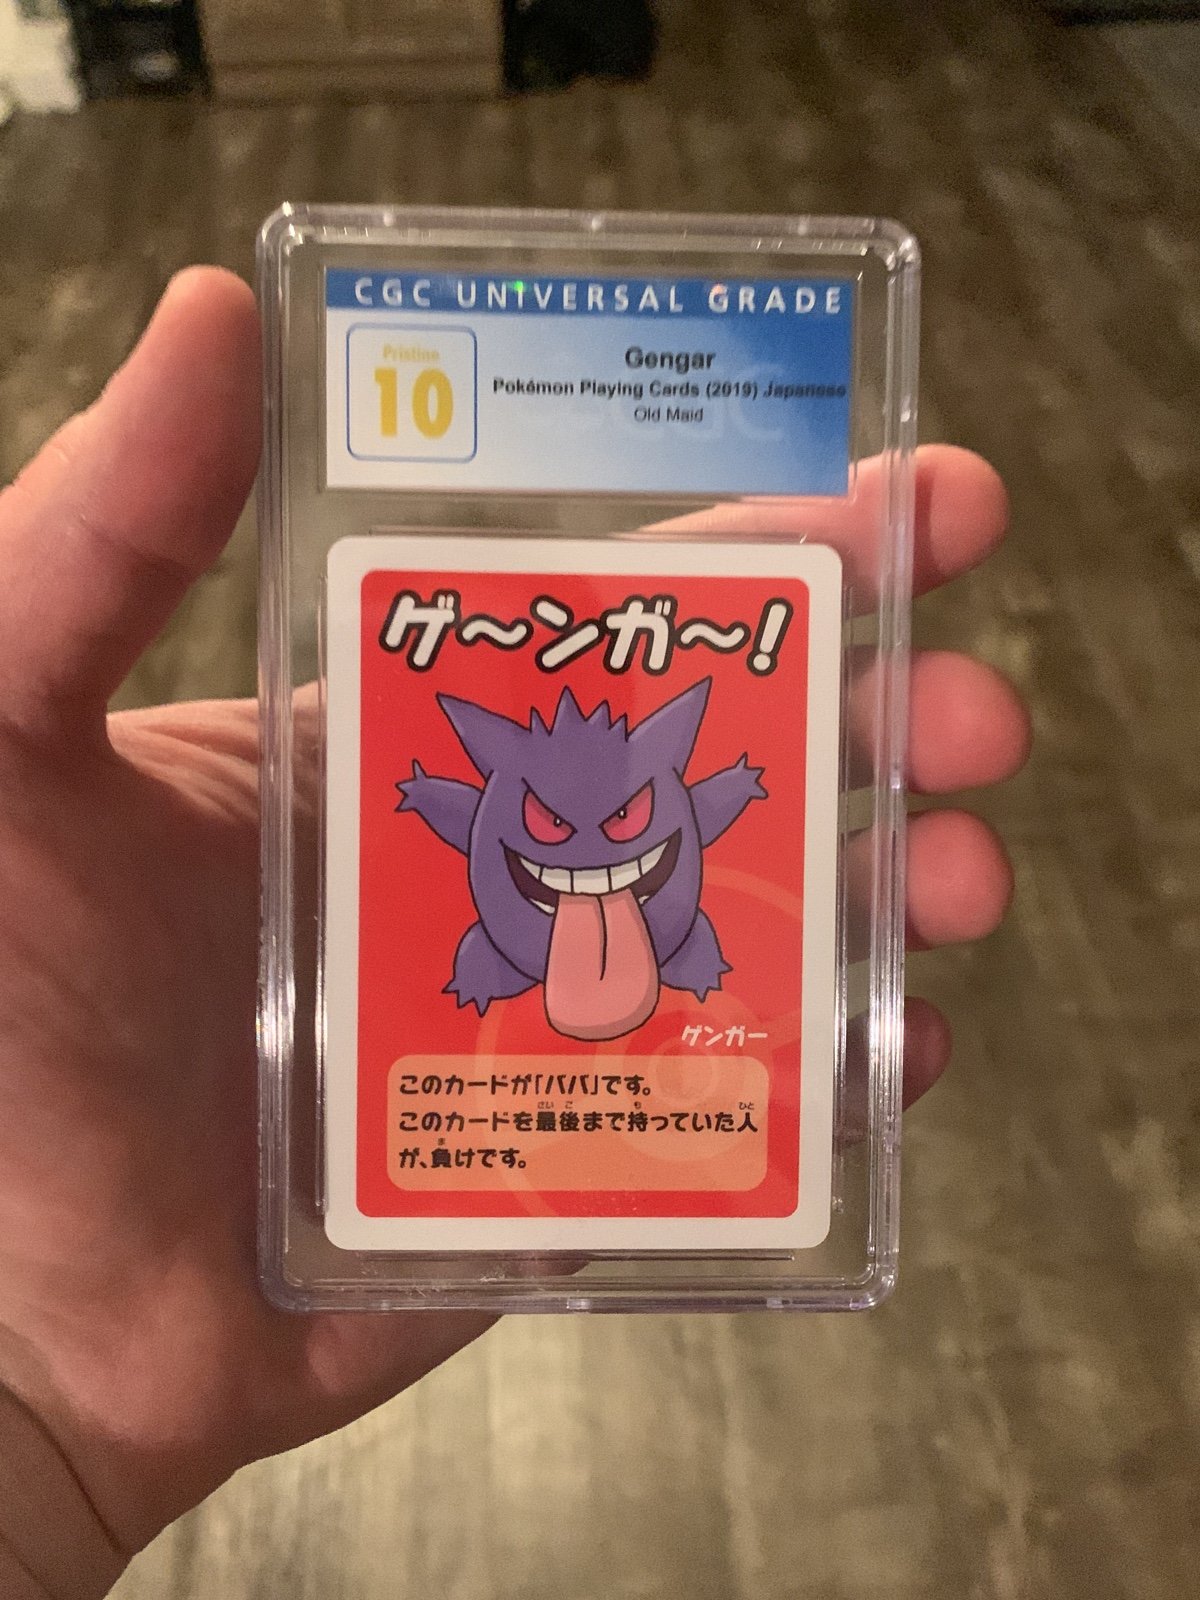 CGC UNIVERSAL GRADE
Pristine
10
Gengar
Pokémon Playing Cards (2019) Japanese
Old Maid
ゲ〜ンガ〜!
ゲンガー
このカードが「ババ」です。
このカードを最後まで持っていた人
が、負けです。